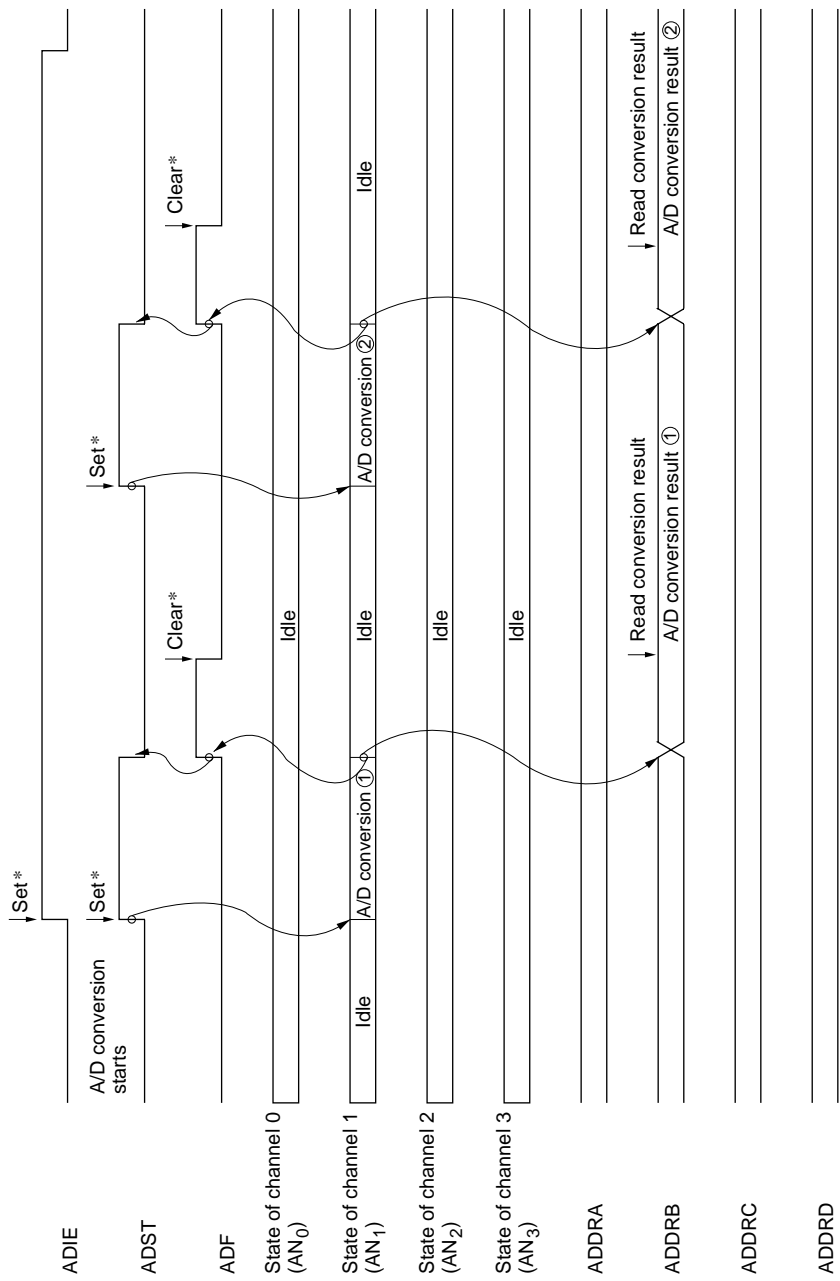 Set*
ADIE
A/D conversion
starts
Set*
Set*
ADST
Clear*
Clear*
ADF
State of channel 0
(AN0)
Idle
State of channel 1
(AN1)
Idle
A/D conversion ①
Idle
A/D conversion ②
Idle
State of channel 2
(AN2)
Idle
State of channel 3
(AN3)
Idle
ADDRA
Read conversion result
Read conversion result
ADDRB
A/D conversion result ①
A/D conversion result ②
ADDRC
ADDRD